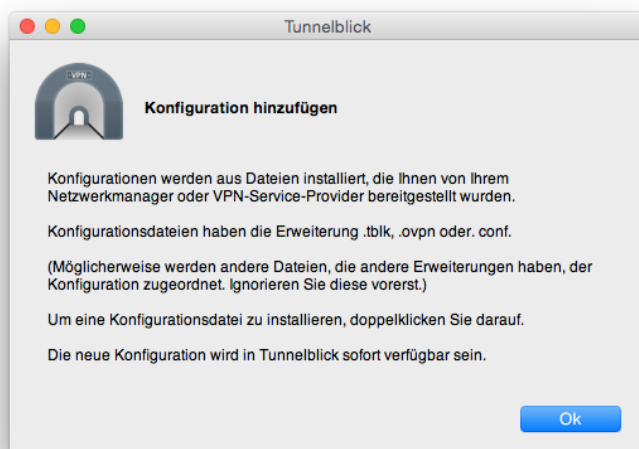 Tunnelblick
VPN
Konfiguration hinzufügen
Konfigurationen werden aus Dateien installiert, die Ihnen von Ihrem
Netzwerkmanager oder VPN-Service-Provider bereitgestellt wurden.
Konfigurationsdateien haben die Erweiterung .tblk, .ovpn oder. conf.
(Möglicherweise werden andere Dateien, die andere Erweiterungen haben, der
Konfiguration zugeordnet. Ignorieren Sie diese vorerst.)
Um eine Konfigurationsdatei zu installieren, doppelklicken Sie darauf.
Die neue Konfiguration wird in Tunnelblick sofort verfügbar sein.
Ok